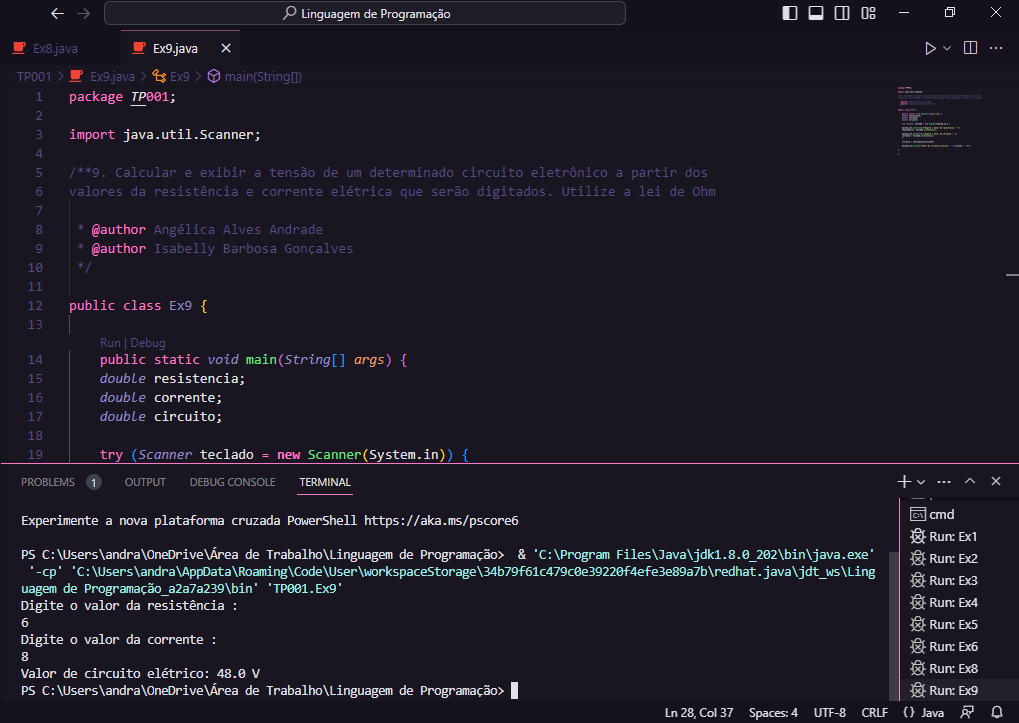 Linguagem de Programação
Ex8.java
Ex9.java
TP001 > Ex9.java > Ex9 > main(String[])
1 package TP001;
2
3 import java.util.Scanner;
4
5 /**9. Calcular e exibir a tensão de um determinado circuito eletrônico a partir dos
6 valores da resistência e corrente elétrica que serão digitados. Utilize a lei de Ohm
7
8 * @author Angélica Alves Andrade
9 * @author Isabelly Barbosa Gonçalves
10 */
11
12 public class Ex9 {
13
Run | Debug
14 public static void main(String[] args) {
15 double resistencia;
16 double corrente;
17 double circuito;
18
19 try (Scanner teclado = new Scanner(System.in)) {
PROBLEMS 1 OUTPUT DEBUG CONSOLE TERMINAL
Experimente a nova plataforma cruzada PowerShell https://aka.ms/pscore6
PS C:\Users\andra\OneDrive\Área de Trabalho\Linguagem de Programação> & 'C:\Program Files\Java\jdk1.8.0_202\bin\java.exe'
'-cp' 'C:\Users\andra\AppData\Roaming\Code\User\workspaceStorage\34b79f61c479c0e39220f4efe3e89a7b\redhat.java\jdt_ws\Ling
uagem de Programação_a2a7a239\bin' 'TP001.Ex9'
Digite o valor da resistência :
6
Digite o valor da corrente :
8
Valor de circuito elétrico: 48.0 V
PS C:\Users\andra\OneDrive\Área de Trabalho\Linguagem de Programação>
cmd
Run: Ex1
Run: Ex2
Run: Ex3
Run: Ex4
Run: Ex5
Run: Ex6
Run: Ex8
Run: Ex9
Ln 28, Col 37 Spaces: 4 UTF-8 CRLF {} Java